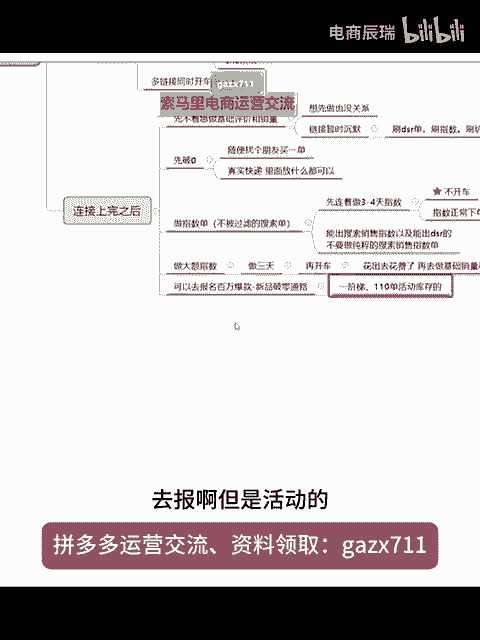 电商辰瑞 bilibili
多链接同时开车
gazx711
索马里电商运营交流
先不着急做基础评价和销量
想先做也没关系
链接暂时沉默
刷dsr单，刷指数，刷
先破0
随便找个朋友买一单
真实快递 里面放什么都可以
连接上完之后
做指数单（不被过滤的搜索单）
先连着做3-4天指数
不开车
指数正常下单
能出搜索销售指数以及能出dsr的
不要做纯粹的搜索销售指数单
做大额指数
做三天
再开车
花出去花费了 再去做基础销量
可以去报名百万爆款-新品破零通路
一阶梯，110单活动库存的
去报啊但是活动的
拼多多运营交流、资料领取：gazx711